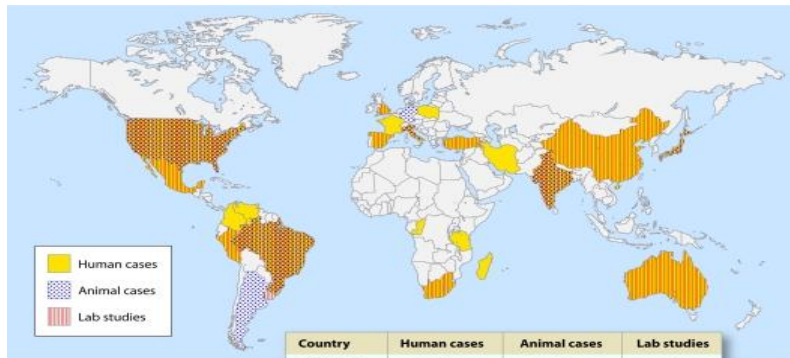 Human cases
Animal cases
Lab studies
Country Human cases Animal cases Lab studies